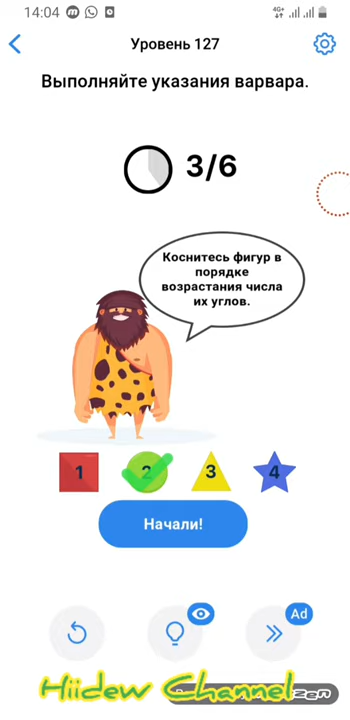 14:04
4G+
Уровень 127
Выполняйте указания варвара.
3/6
Коснитесь фигур в
порядке
возрастания числа
их углов.
1 2 3 4
Начали!
Ad
Hiidew Channel